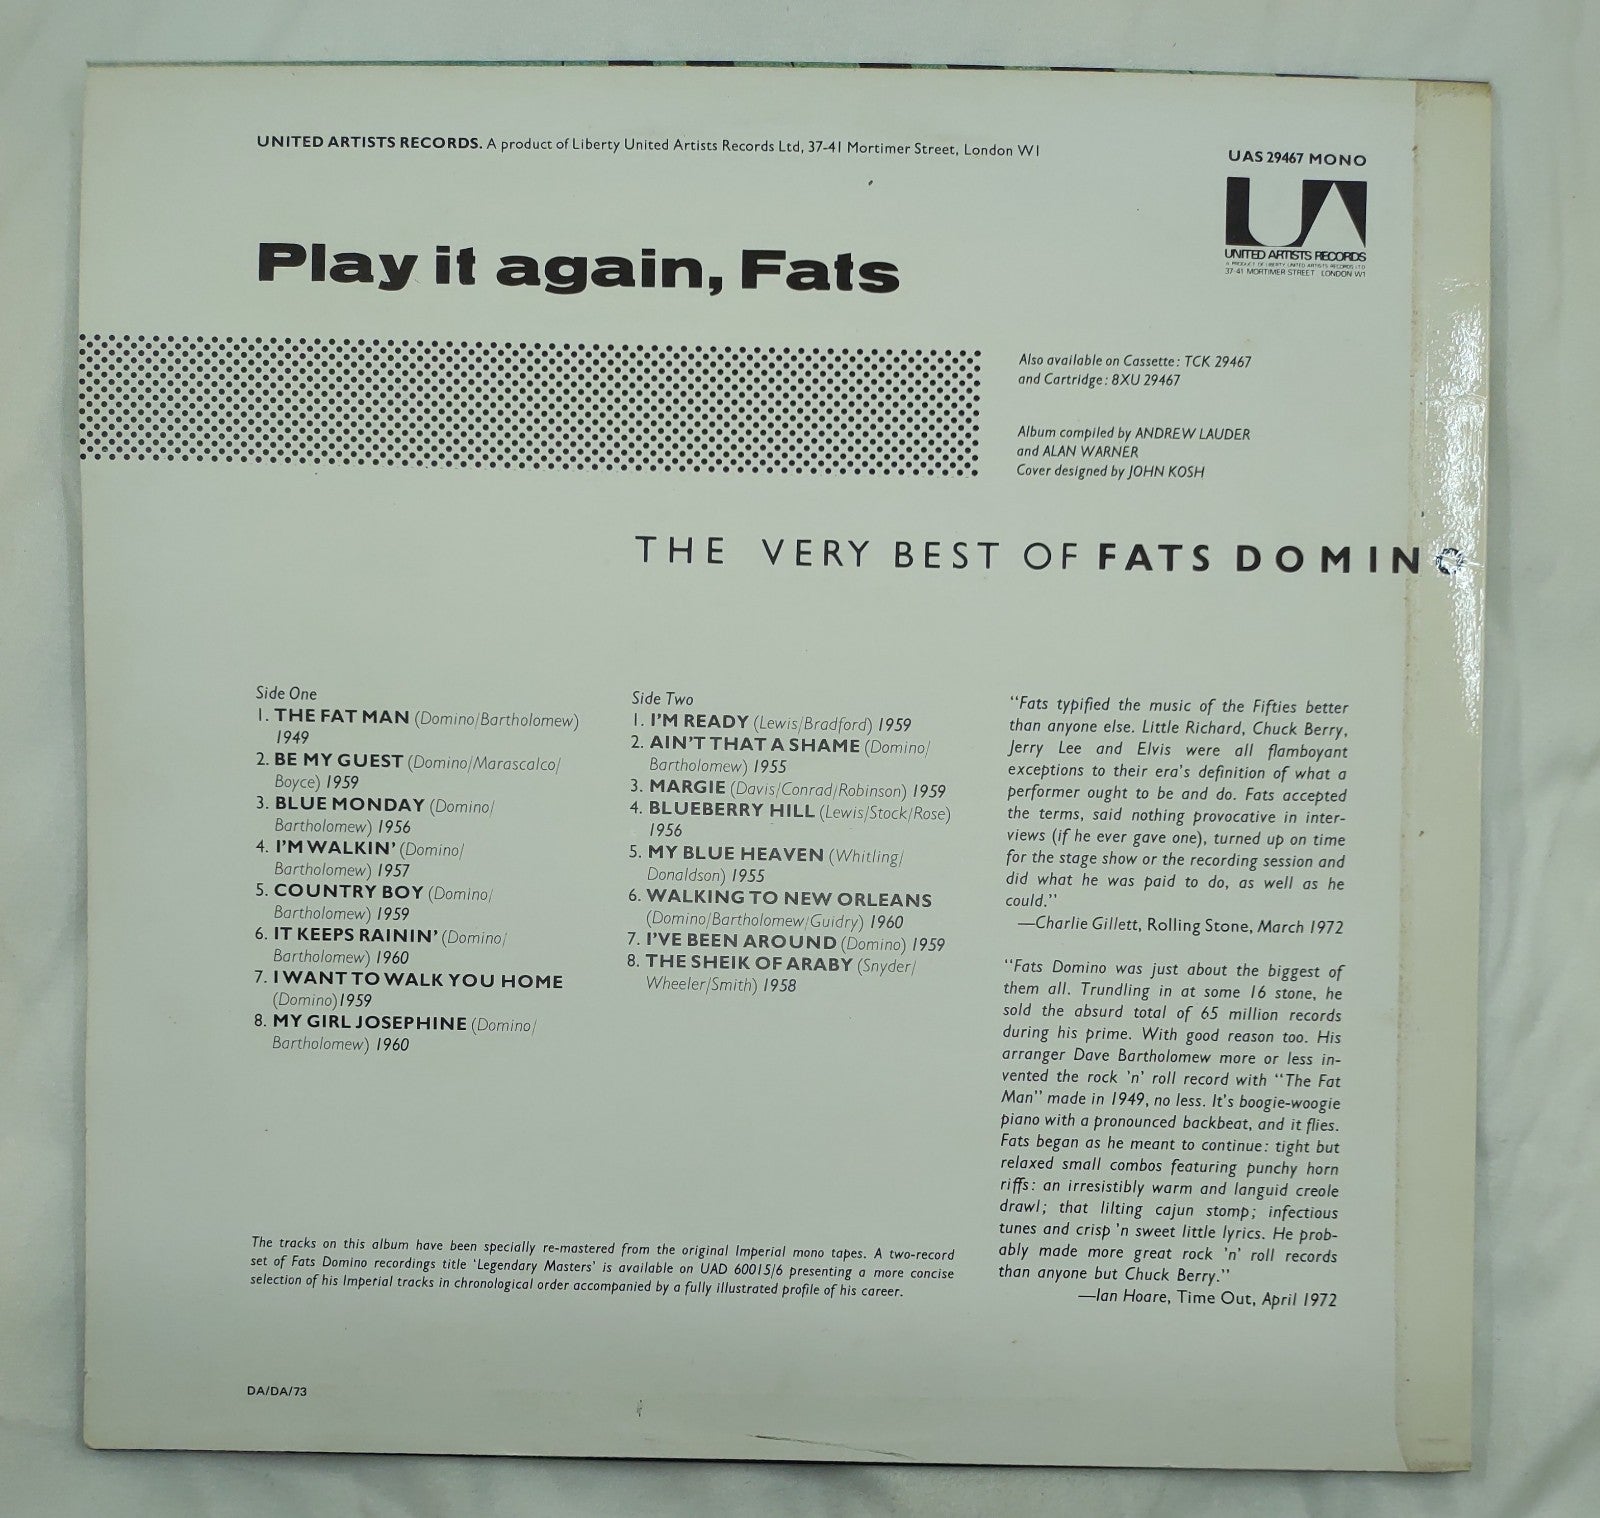 UNITED ARTISTS RECORDS. A product of Liberty United Artists Records Ltd, 37-41 Mortimer Street, London W1
UAS 29467 MONO
UA
UNITED ARTISTS RECORDS
A PRODUCT OF LIBERTY UNITED ARTISTS RECORDS LTD
37-41 MORTIMER STREET LONDON W1
Play it again, Fats
Also available on Cassette: TCK 29467
and Cartridge: 8XU 29467
Album compiled by ANDREW LAUDER
and ALAN WARNER
Cover designed by JOHN KOSH
THE VERY BEST OF FATS DOMINO
Side One
1. THE FAT MAN (Domino/Bartholomew)
1949
2. BE MY GUEST (Domino/Marascalco/
Boyce) 1959
3. BLUE MONDAY (Domino/
Bartholomew) 1956
4. I'M WALKIN' (Domino/
Bartholomew) 1957
5. COUNTRY BOY (Domino/
Bartholomew) 1959
6. IT KEEPS RAININ' (Domino/
Bartholomew) 1960
7. I WANT TO WALK YOU HOME
(Domino) 1959
8. MY GIRL JOSEPHINE (Domino/
Bartholomew) 1960
Side Two
1. I'M READY (Lewis/Bradford) 1959
2. AIN'T THAT A SHAME (Domino/
Bartholomew) 1955
3. MARGIE (Davis/Conrad/Robinson) 1959
4. BLUEBERRY HILL (Lewis/Stock/Rose)
1956
5. MY BLUE HEAVEN (Whitling/
Donaldson) 1955
6. WALKING TO NEW ORLEANS
(Domino/Bartholomew/Guidry) 1960
7. I'VE BEEN AROUND (Domino) 1959
8. THE SHEIK OF ARABY (Snyder/
Wheeler/Smith) 1958
"Fats typified the music of the Fifties better
than anyone else. Little Richard, Chuck Berry,
Jerry Lee and Elvis were all flamboyant
exceptions to their era's definition of what a
performer ought to be and do. Fats accepted
the terms, said nothing provocative in inter-
views (if he ever gave one), turned up on time
for the stage show or the recording session and
did what he was paid to do, as well as he
could."
—Charlie Gillett, Rolling Stone, March 1972
"Fats Domino was just about the biggest of
them all. Trundling in at some 16 stone, he
sold the absurd total of 65 million records
during his prime. With good reason too. His
arranger Dave Bartholomew more or less in-
vented the rock 'n' roll record with "The Fat
Man" made in 1949, no less. It's boogie-woogie
piano with a pronounced backbeat, and it flies.
Fats began as he meant to continue: tight but
relaxed small combos featuring punchy horn
riffs: an irresistibly warm and languid creole
drawl; that lilting cajun stomp; infectious
tunes and crisp 'n sweet little lyrics. He prob-
ably made more great rock 'n' roll records
than anyone but Chuck Berry."
—Ian Hoare, Time Out, April 1972
The tracks on this album have been specially re-mastered from the original Imperial mono tapes. A two-record
set of Fats Domino recordings title 'Legendary Masters' is available on UAD 60015/6 presenting a more concise
selection of his Imperial tracks in chronological order accompanied by a fully illustrated profile of his career.
DA/DA/73